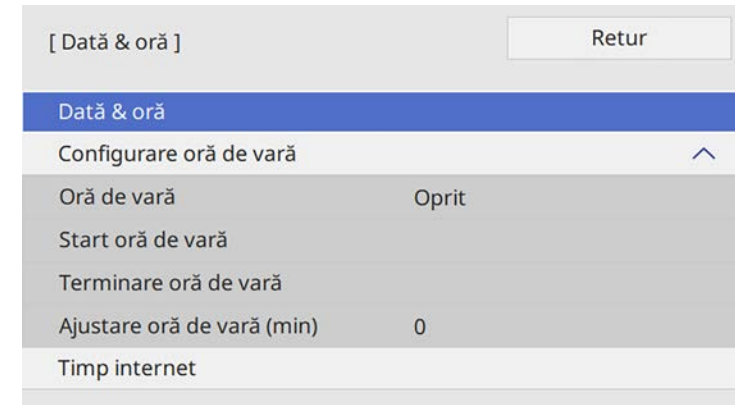 [ Dată & oră ]
Retur
Dată & oră
Configurare oră de vară
Oră de vară Oprit
Start oră de vară
Terminare oră de vară
Ajustare oră de vară (min) 0
Timp internet